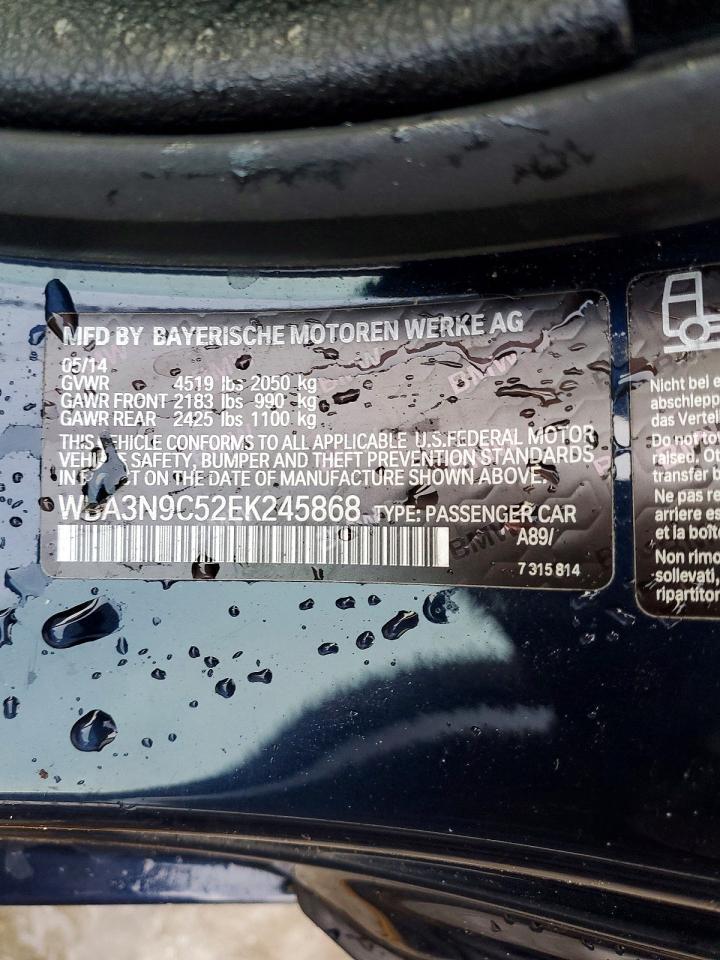 MFD BY BAYERISCHE MOTOREN WERKE AG
05/14
GVWR 4519 lbs 2050 kg
GAWR FRONT 2183 lbs 990 kg
GAWR REAR 2425 lbs 1100 kg
THIS VEHICLE CONFORMS TO ALL APPLICABLE U.S.FEDERAL MOTOR
VEHICLE SAFETY, BUMPER AND THEFT PREVENTION STANDARDS
IN EFFECT ON THE DATE OF MANUFACTURE SHOWN ABOVE.
WBA3N9C52EK245868 TYPE: PASSENGER CAR
A89/
7 315 814
Nicht bei e
abschlepp
das Vertei
Do not to
raised. Ot
transfer b
Ne pas re
arriere es
et la boît
Non rimo
sollevati,
ripartitor